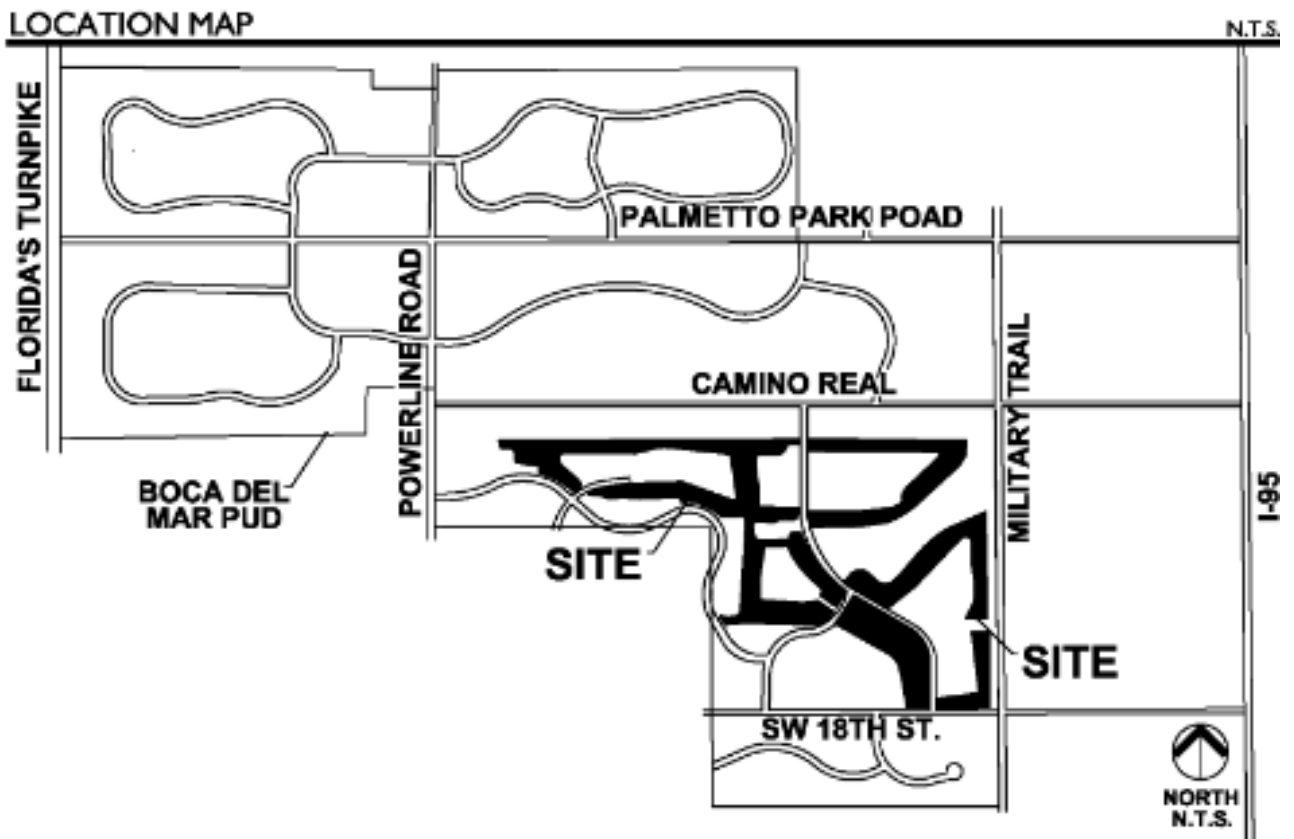 LOCATION MAP
N.T.S.
FLORIDA'S TURNPIKE
PALMETTO PARK POAD
POWERLINE ROAD
CAMINO REAL
MILITARY TRAIL
I-95
BOCA DEL
MAR PUD
SITE
SITE
SW 18TH ST.
NORTH
N.T.S.